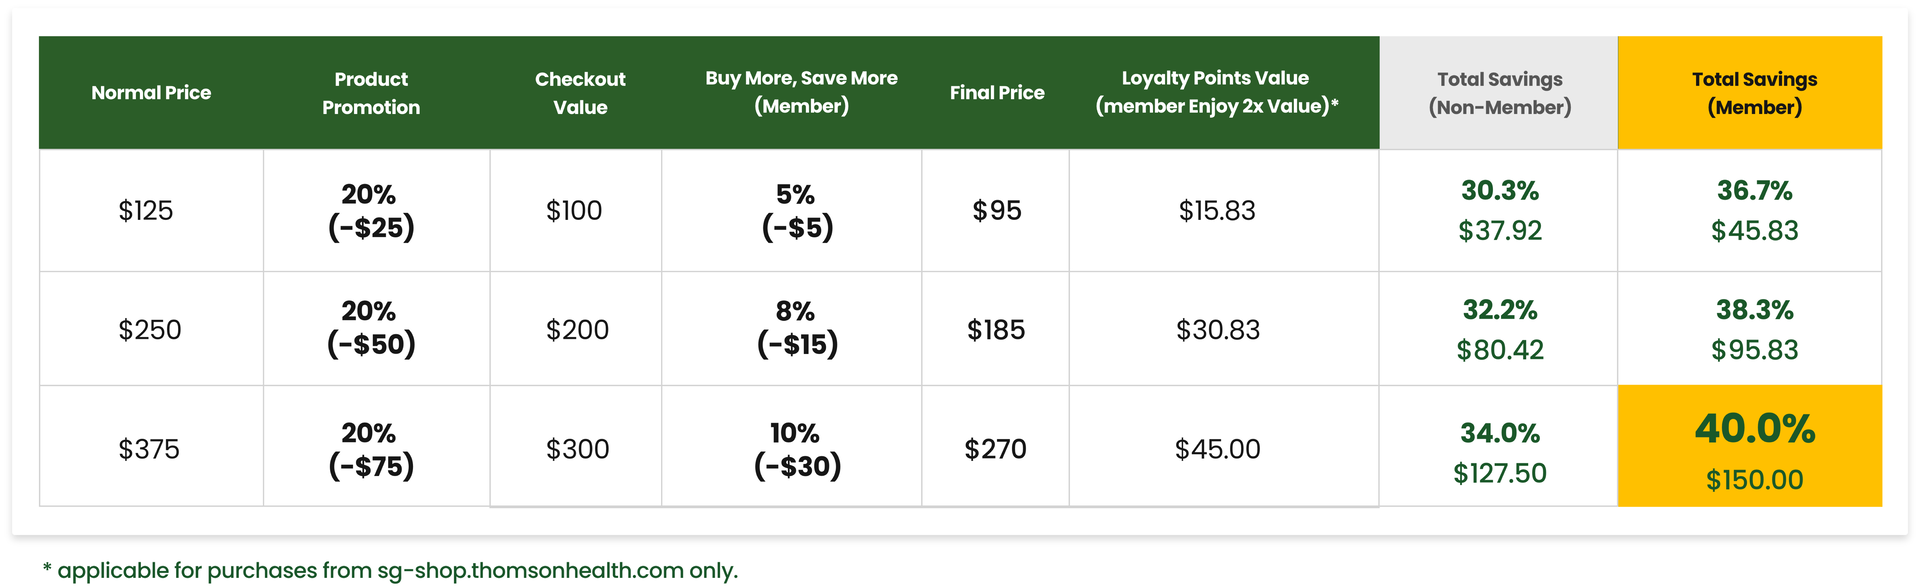 Normal Price
Product
Promotion
Checkout
Value
Buy More, Save More
(Member)
Final Price
Loyalty Points Value
(member Enjoy 2x Value)*
Total Savings
(Non-Member)
Total Savings
(Member)
$125
20%
(-$25)
$100
5%
(-$5)
$95
$15.83
30.3%
$37.92
36.7%
$45.83
$250
20%
(-$50)
$200
8%
(-$15)
$185
$30.83
32.2%
$80.42
38.3%
$95.83
$375
20%
(-$75)
$300
10%
(-$30)
$270
$45.00
34.0%
$127.50
40.0%
$150.00
* applicable for purchases from sg-shop.thomsonhealth.com only.